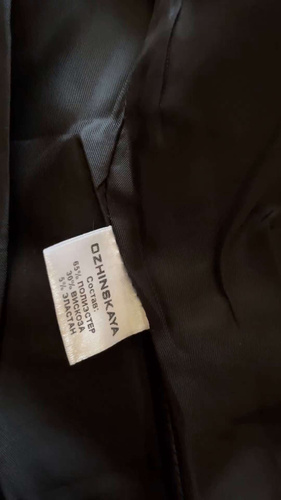 OZHINSKAYA
Состав:
65% ПОЛИЭСТЕР
30% ВИСКОЗА
5% ЭЛАСТАН